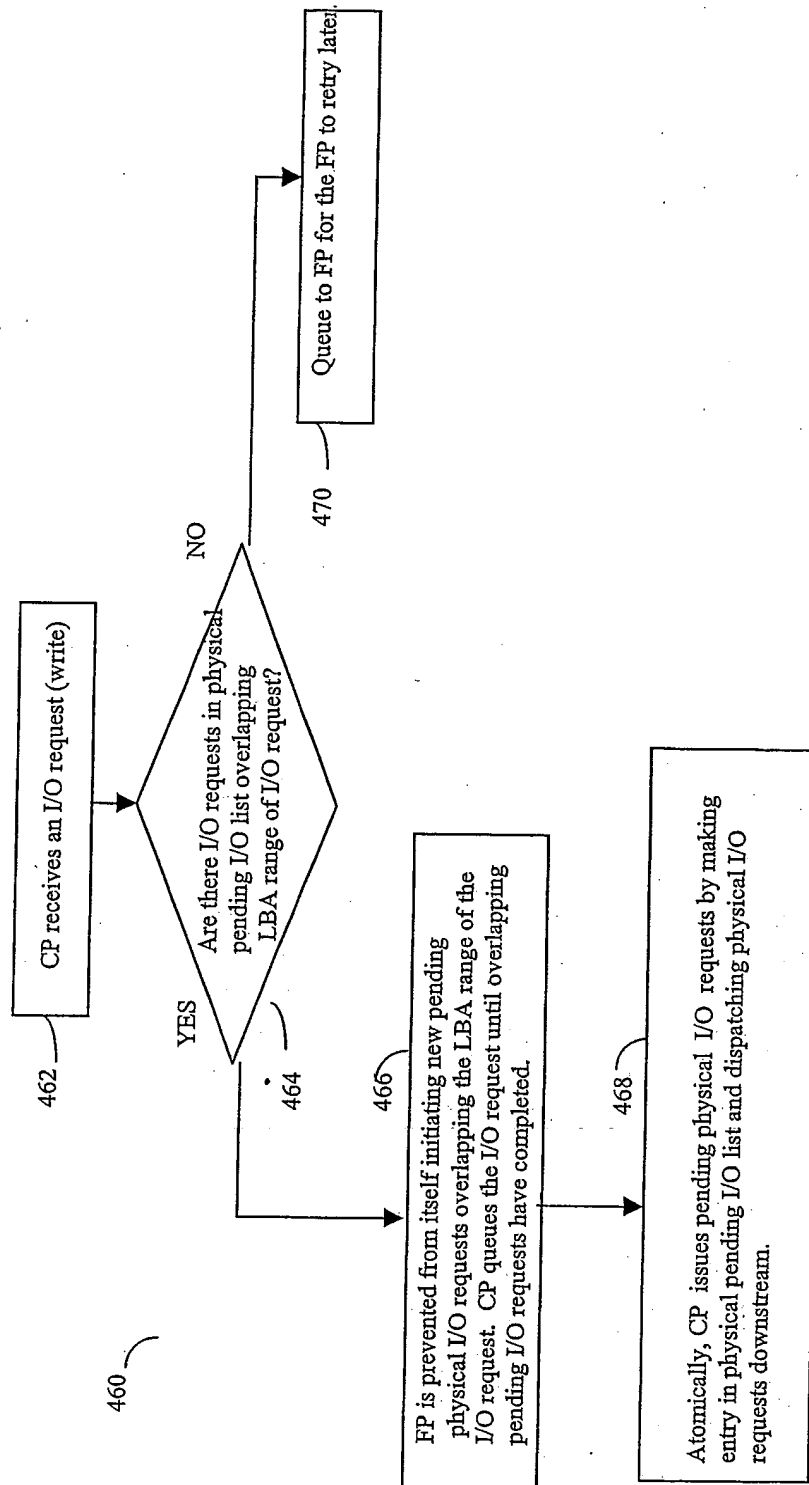 460
462
CP receives an I/O request (write)
YES
NO
Are there I/O requests in physical
pending I/O list overlapping
LBA range of I/O request?
464
466
FP is prevented from itself initiating new pending
physical I/O requests overlapping the LBA range of the
I/O request. CP queues the I/O request until overlapping
pending I/O requests have completed.
468
Atomically, CP issues pending physical I/O requests by making
entry in physical pending I/O list and dispatching physical I/O
requests downstream.
470
Queue to FP for the FP to retry later.